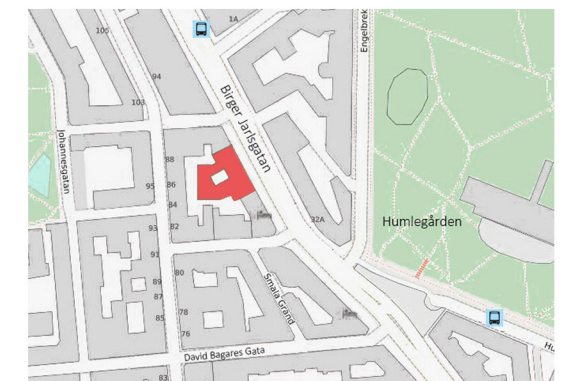 1A
105
94
Engelbrek
Birger Jarlsgatan
103
Johannesgatan
88
95
86
84
82
32A
Humlegården
93
91
80
89
87
85
78
76
Smala Gränd
David Bagares Gata
83
Hu